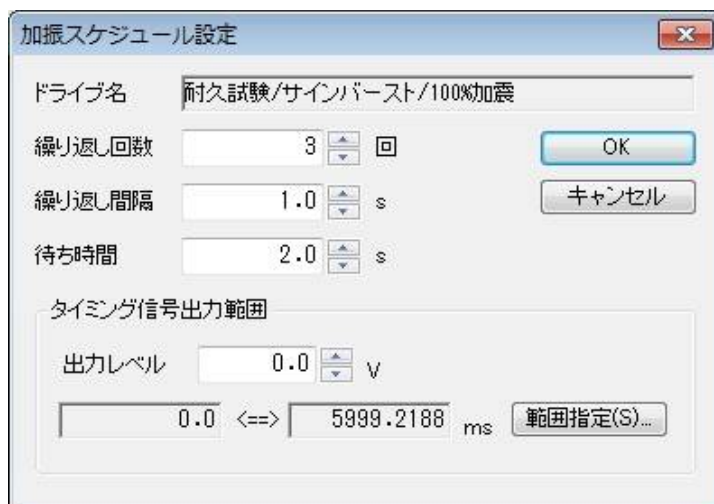 加振スケジュール設定
ドライブ名 耐久試験/サインバースト/100%加震
繰り返し回数 3 回 OK
繰り返し間隔 1.0 s キャンセル
待ち時間 2.0 s
タイミング信号出力範囲
出力レベル 0.0 V
0.0 <==> 5999.2188 ms 範囲指定(S)...